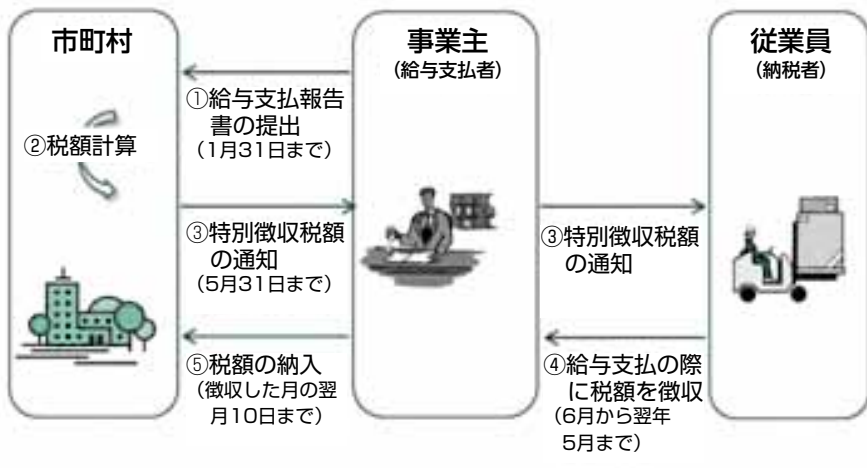 市町村
事業主
(給与支払者)
従業員
(納税者)
①給与支払報告
書の提出
(1月31日まで)
②税額計算
③特別徴収税額
の通知
(5月31日まで)
③特別徴収税額
の通知
⑤税額の納入
(徴収した月の翌
月10日まで)
④給与支払の際
に税額を徴収
(6月から翌年
5月まで)